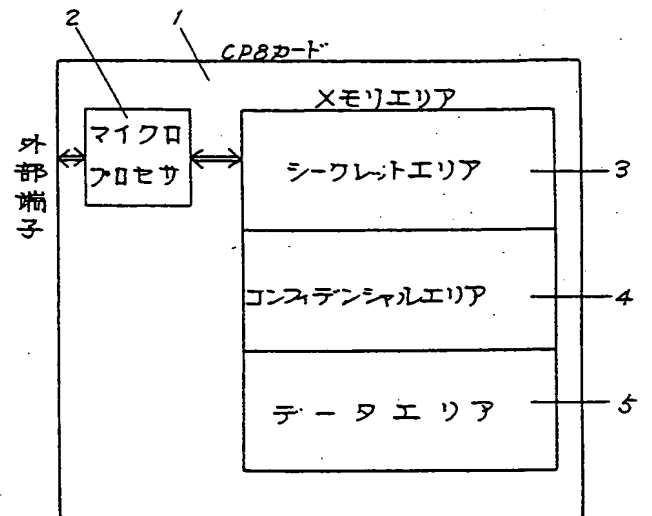 2
1
CP8カード
メモリエリア
外部端子
マイクロ
プロセサ
シークレットエリア
3
コンフィデンシャルエリア
4
データエリア
5